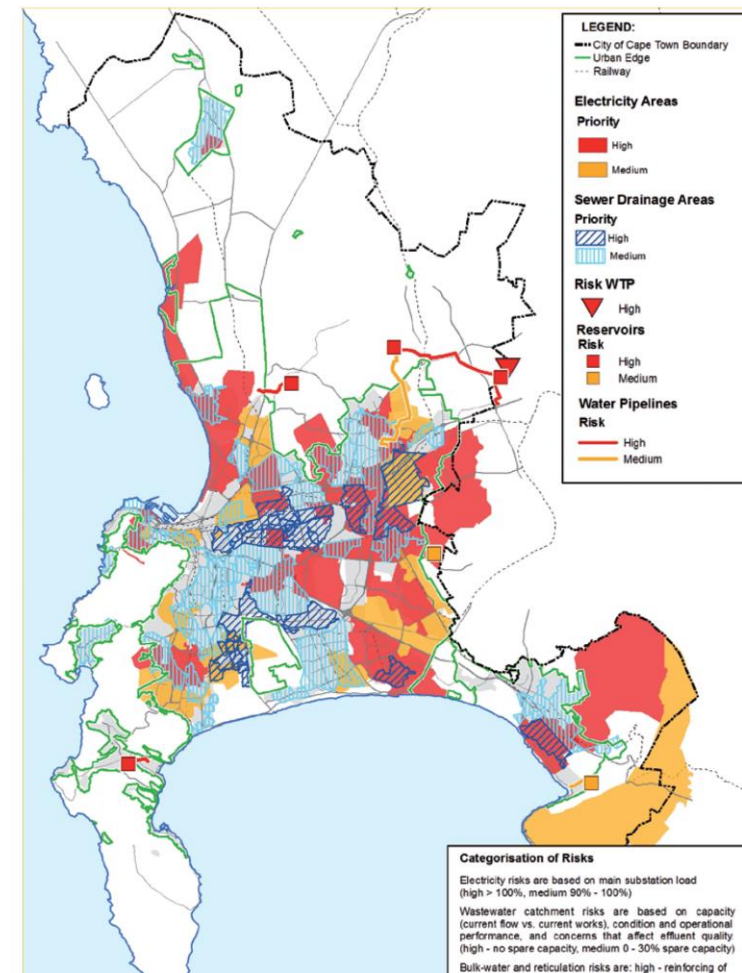 LEGEND:
City of Cape Town Boundary
Urban Edge
Railway
Electricity Areas
Priority
High
Medium
Sewer Drainage Areas
Priority
High
Medium
Risk WTP
High
Reservoirs
Risk
High
Medium
Water Pipelines
Risk
High
Medium
Categorisation of Risks
Electricity risks are based on main substation load
(high > 100%, medium 90% - 100%)
Wastewater catchment risks are based on capacity
(current flow vs. current works), condition and operational
performance, and concerns that affect effluent quality
(high - no spare capacity, medium 0 - 30% spare capacity)
Bulk-water and reticulation risks are: high - reinforcing of